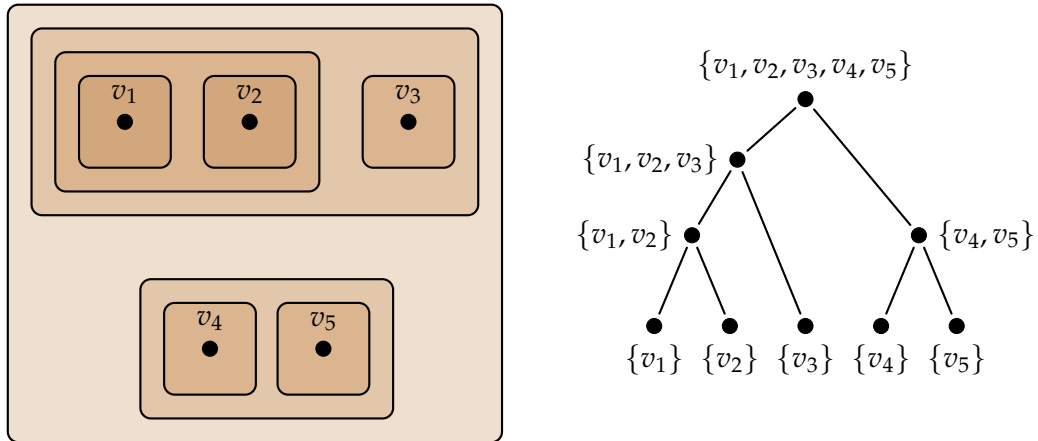 v₁ v₂ v₃
v₄ v₅
{v₁, v₂, v₃, v₄, v₅}
{v₁, v₂, v₃}
{v₁, v₂} {v₄, v₅}
{v₁} {v₂} {v₃} {v₄} {v₅}